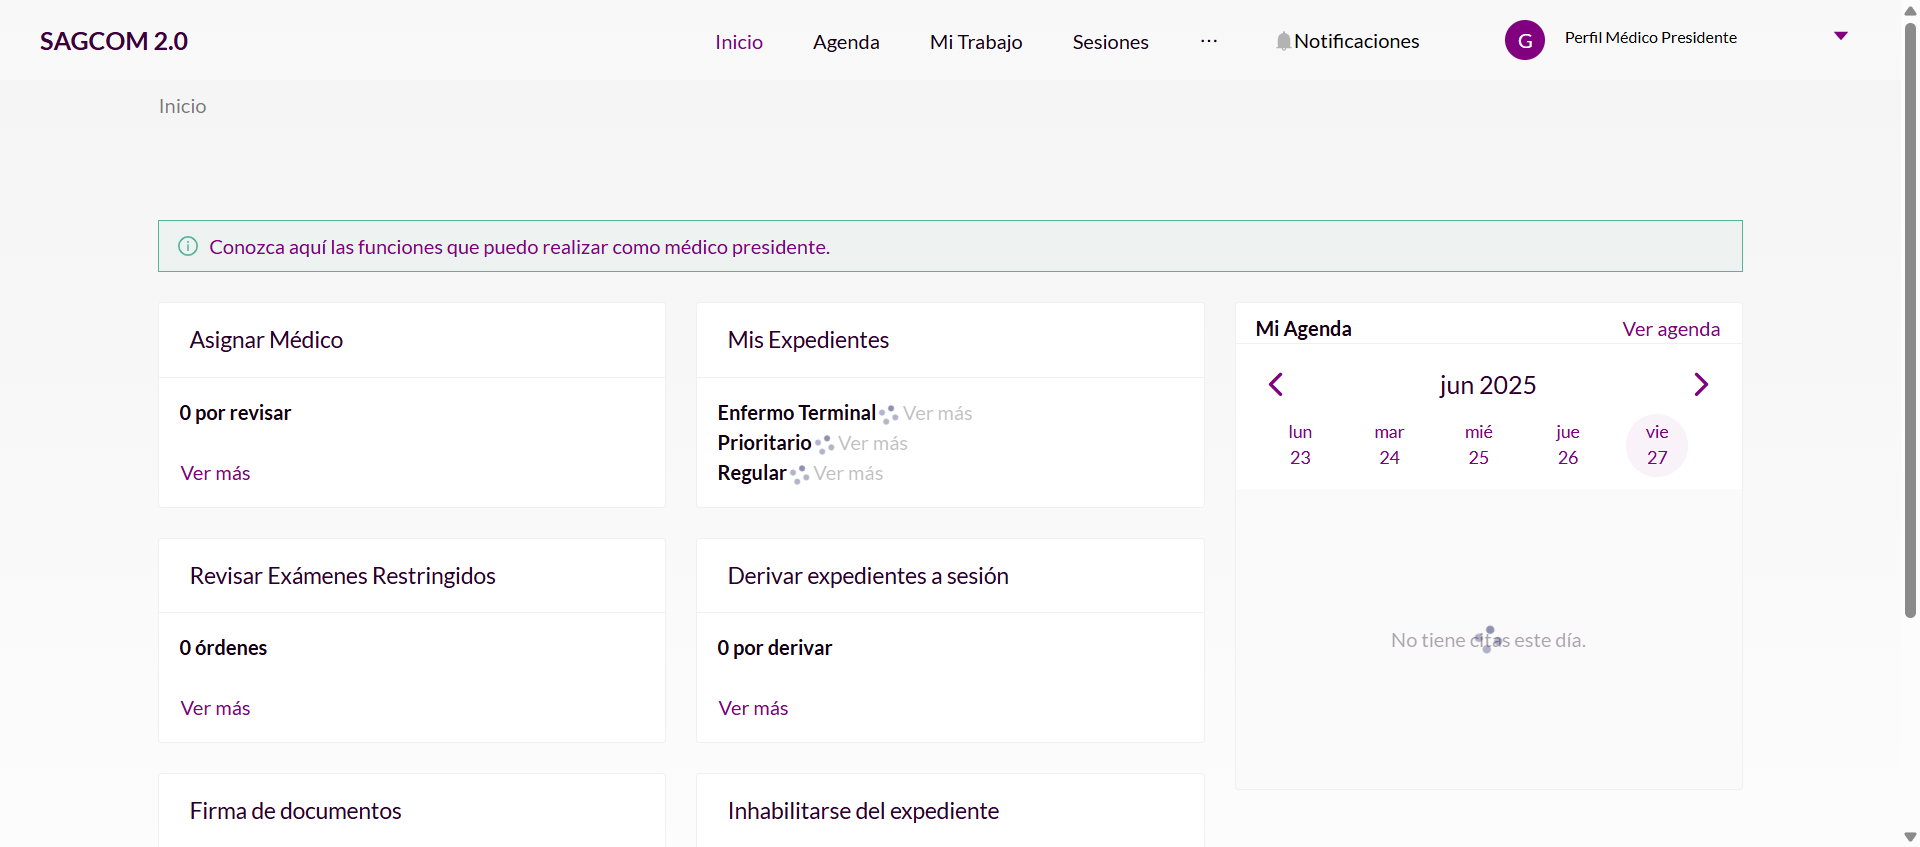 SAGCOM 2.0
Inicio
Agenda
Mi Trabajo
Sesiones
···
Notificaciones
G
Perfil Médico Presidente
Inicio
Conozca aquí las funciones que puedo realizar como médico presidente.
Asignar Médico
0 por revisar
Ver más
Mis Expedientes
Enfermo Terminal Ver más
Prioritario Ver más
Regular Ver más
Mi Agenda
Ver agenda
jun 2025
lun mar mié jue vie
23 24 25 26 27
No tiene citas este día.
Revisar Exámenes Restringidos
0 órdenes
Ver más
Derivar expedientes a sesión
0 por derivar
Ver más
Firma de documentos
Inhabilitarse del expediente